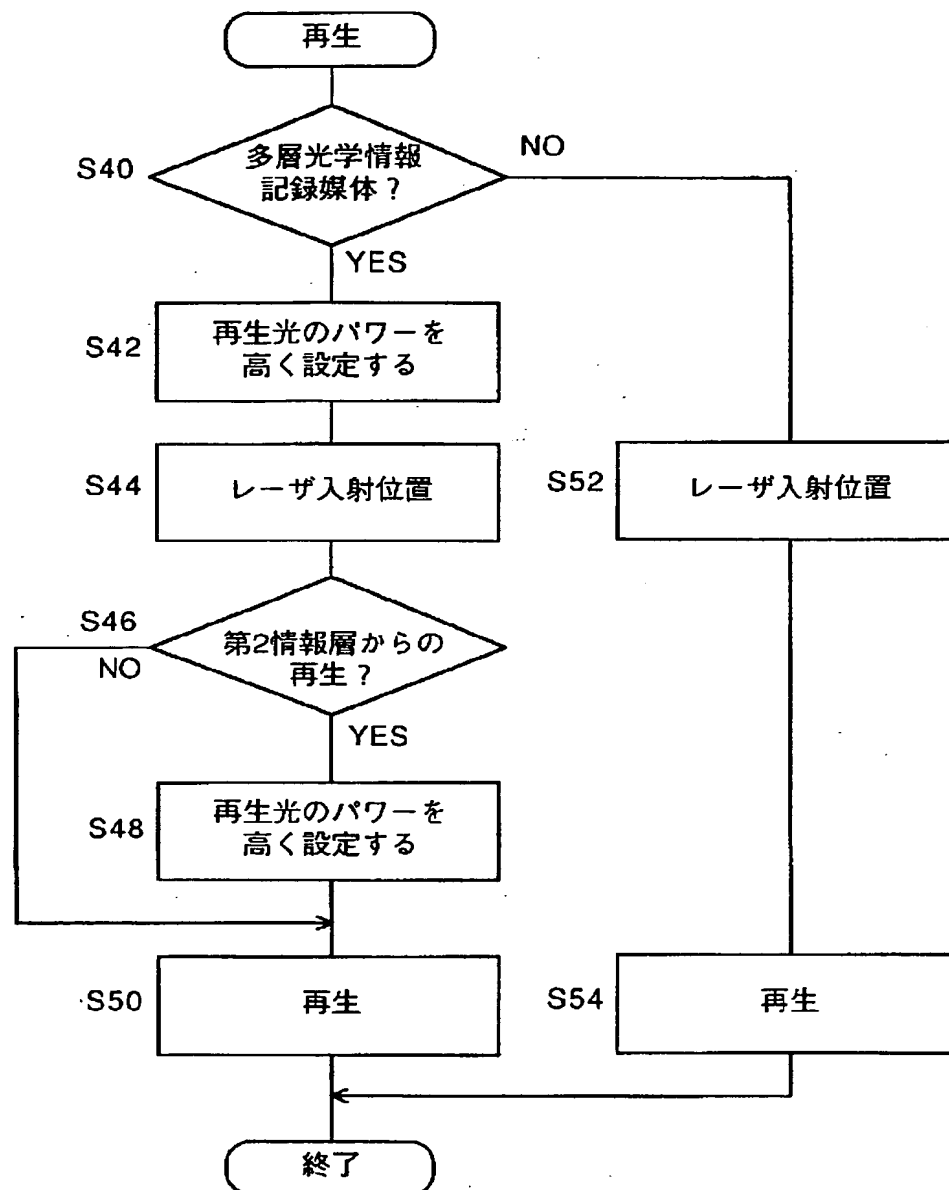 再生
S40
多層光学情報
記録媒体?
NO
YES
S42
再生光のパワーを
高く設定する
S44
レーザ入射位置
S52
レーザ入射位置
S46
NO
第2情報層からの
再生?
YES
S48
再生光のパワーを
高く設定する
S50
再生
S54
再生
終了